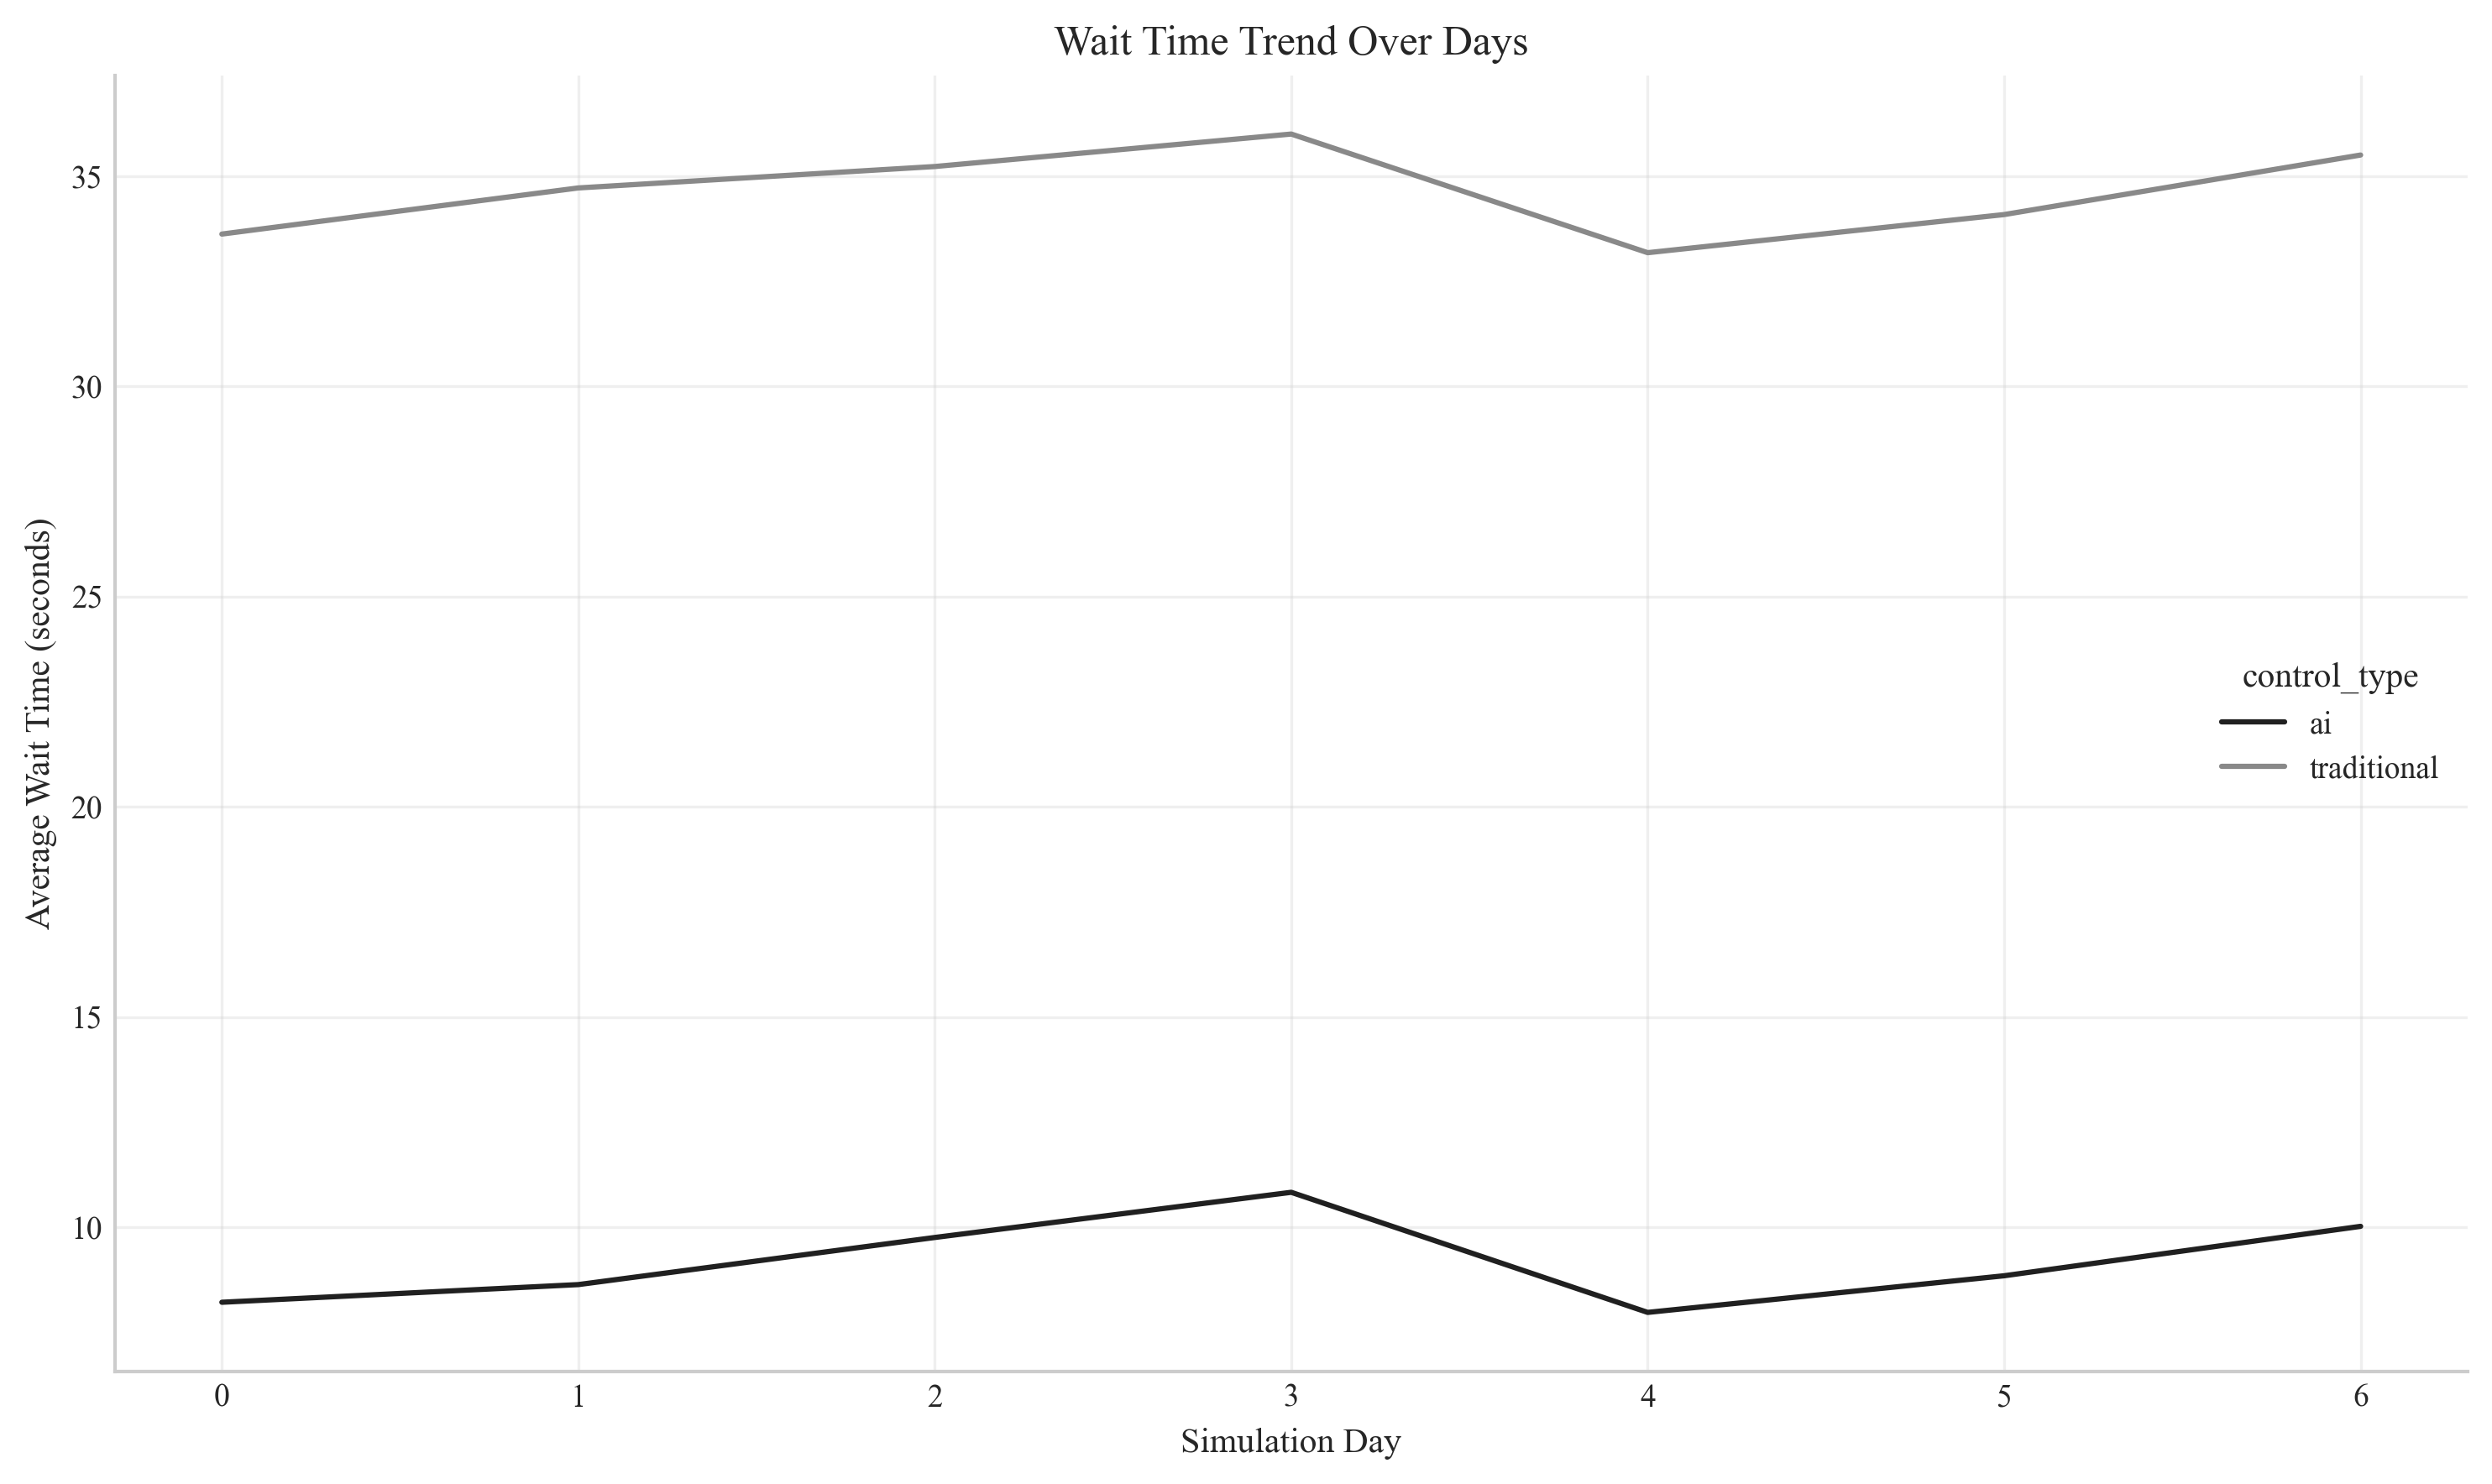 Wait Time Trend Over Days
Average Wait Time (seconds)
35
30
25
20
15
10
control_type
ai
traditional
0 1 2 3 4 5 6
Simulation Day